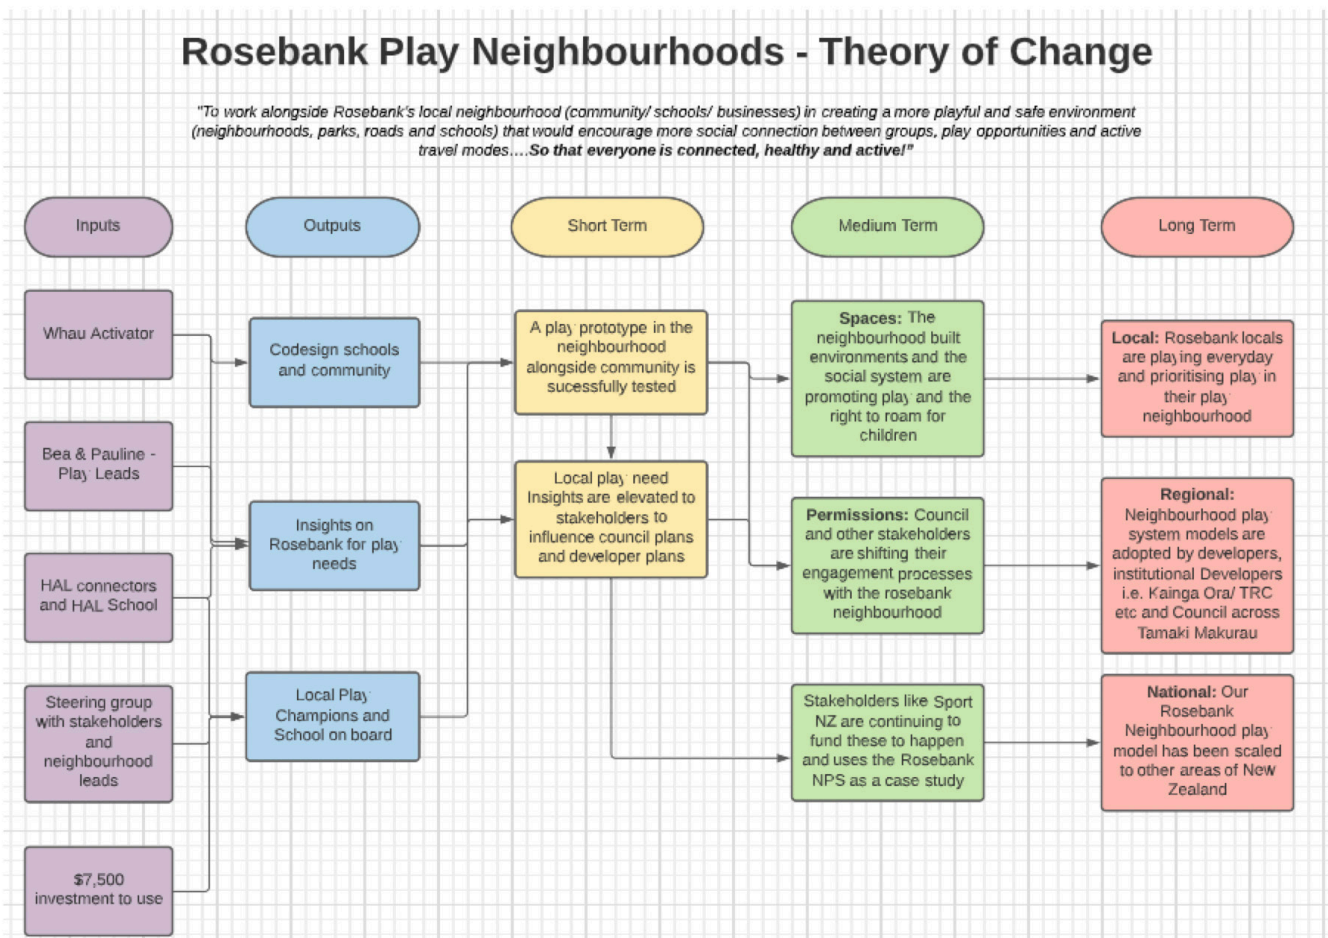 Rosebank Play Neighbourhoods - Theory of Change
"To work alongside Rosebank's local neighbourhood (community/ schools/ businesses) in creating a more playful and safe environment
(neighbourhoods, parks, roads and schools) that would encourage more social connection between groups, play opportunities and active
travel modes....So that everyone is connected, healthy and active!"
Inputs
Outputs
Short Term
Medium Term
Long Term
Whau Activator
Bea & Pauline -
Play Leads
HAL connectors
and HAL School
Steering group
with stakeholders
and
neighbourhood
leads
$7,500
investment to use
Codesign schools
and community
Insights on
Rosebank for play
needs
Local Play
Champions and
School on board
A play prototype in the
neighbourhood
alongside community is
sucessfully tested
Local play need
Insights are elevated to
stakeholders to
influence council plans
and developer plans
Spaces: The
neighbourhood built
environments and the
social system are
promoting play and the
right to roam for
children
Permissions: Council
and other stakeholders
are shifting their
engagement processes
with the rosebank
neighbourhood
Stakeholders like Sport
NZ are continuing to
fund these to happen
and uses the Rosebank
NPS as a case study
Local: Rosebank locals
are playing everyday
and prioritising play in
their play
neighbourhood
Regional:
Neighbourhood play
system models are
adopted by developers,
institutional Developers
i.e. Kainga Ora/ TRC
etc and Council across
Tamaki Makurau
National: Our
Rosebank
Neighbourhood play
model has been scaled
to other areas of New
Zealand